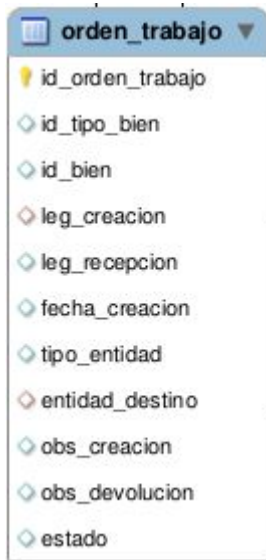 orden_trabajo
id_orden_trabajo
id_tipo_bien
id_bien
leg_creacion
leg_recepcion
fecha_creacion
tipo_entidad
entidad_destino
obs_creacion
obs_devolucion
estado